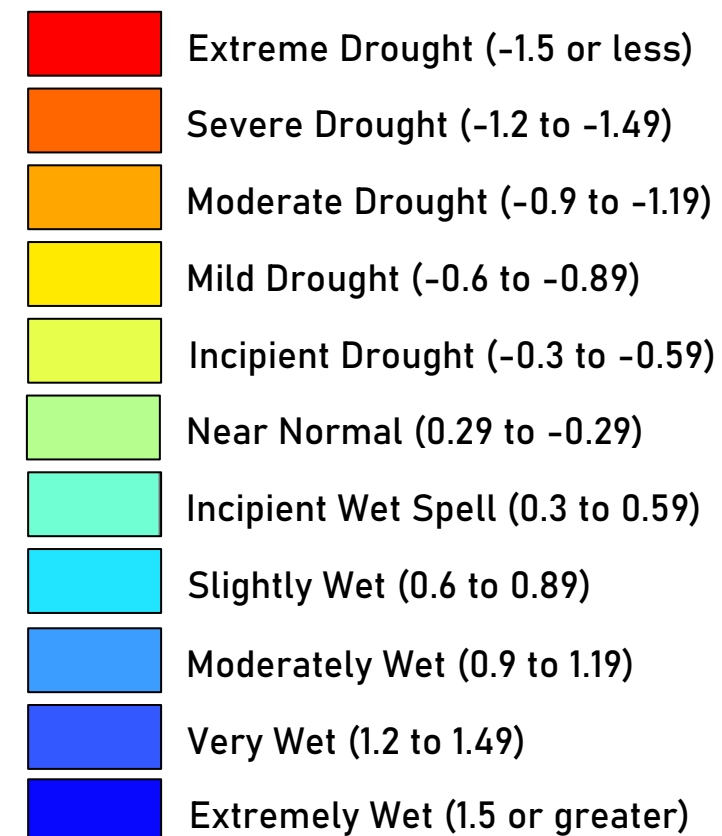 Extreme Drought (-1.5 or less)
Severe Drought (-1.2 to -1.49)
Moderate Drought (-0.9 to -1.19)
Mild Drought (-0.6 to -0.89)
Incipient Drought (-0.3 to -0.59)
Near Normal (0.29 to -0.29)
Incipient Wet Spell (0.3 to 0.59)
Slightly Wet (0.6 to 0.89)
Moderately Wet (0.9 to 1.19)
Very Wet (1.2 to 1.49)
Extremely Wet (1.5 or greater)